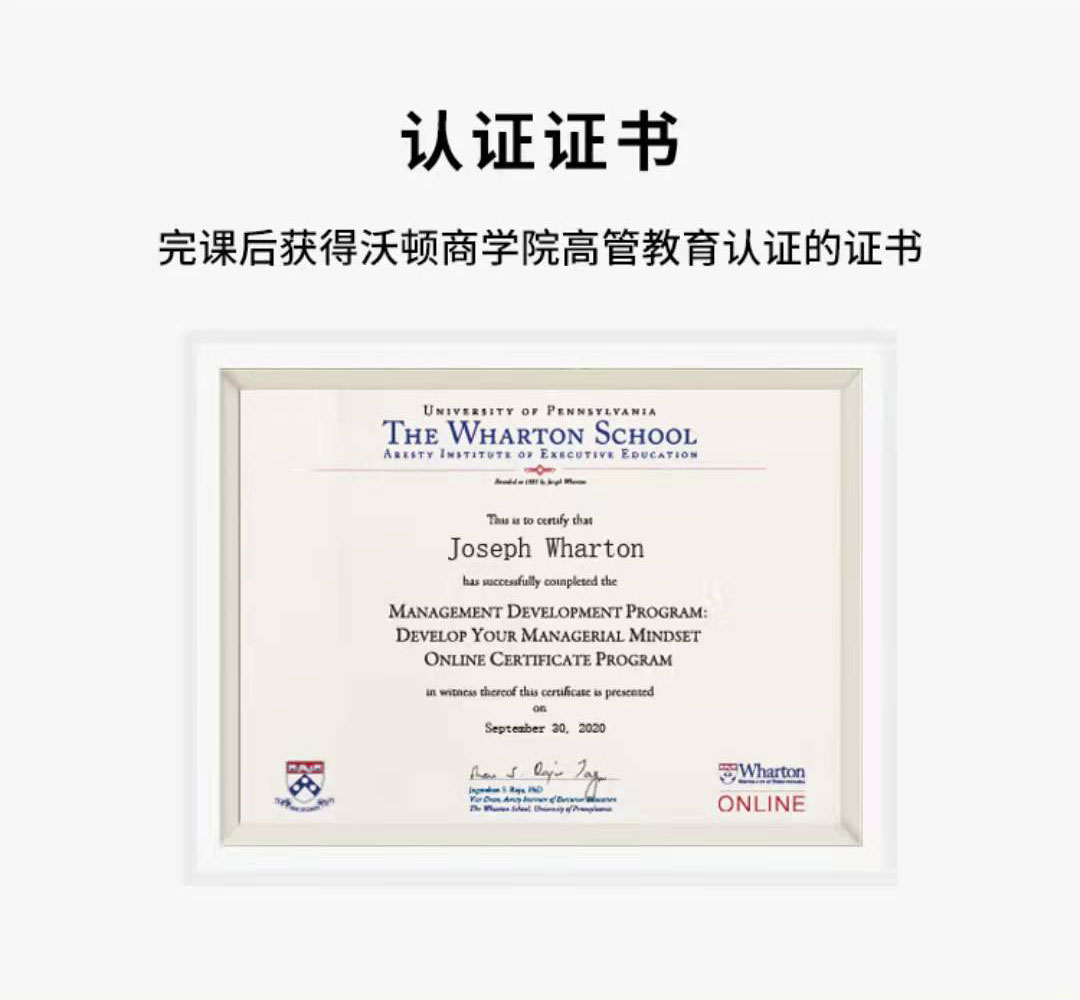 认证证书
完课后获得沃顿商学院高管教育认证的证书
UNIVERSITY OF PENNSYLVANIA
THE WHARTON SCHOOL
ARESTY INSTITUTE OF EXECUTIVE EDUCATION
Founded in 1881 by Joseph Wharton
This is to certify that
Joseph Wharton
has successfully completed the
MANAGEMENT DEVELOPMENT PROGRAM:
DEVELOP YOUR MANAGERIAL MINDSET
ONLINE CERTIFICATE PROGRAM
in witness thereof this certificate is presented
on
September 30, 2020
Jagmohan S. Raju, PhD
Vice Dean, Aresty Institute of Executive Education
The Wharton School, University of Pennsylvania
Wharton
ONLINE